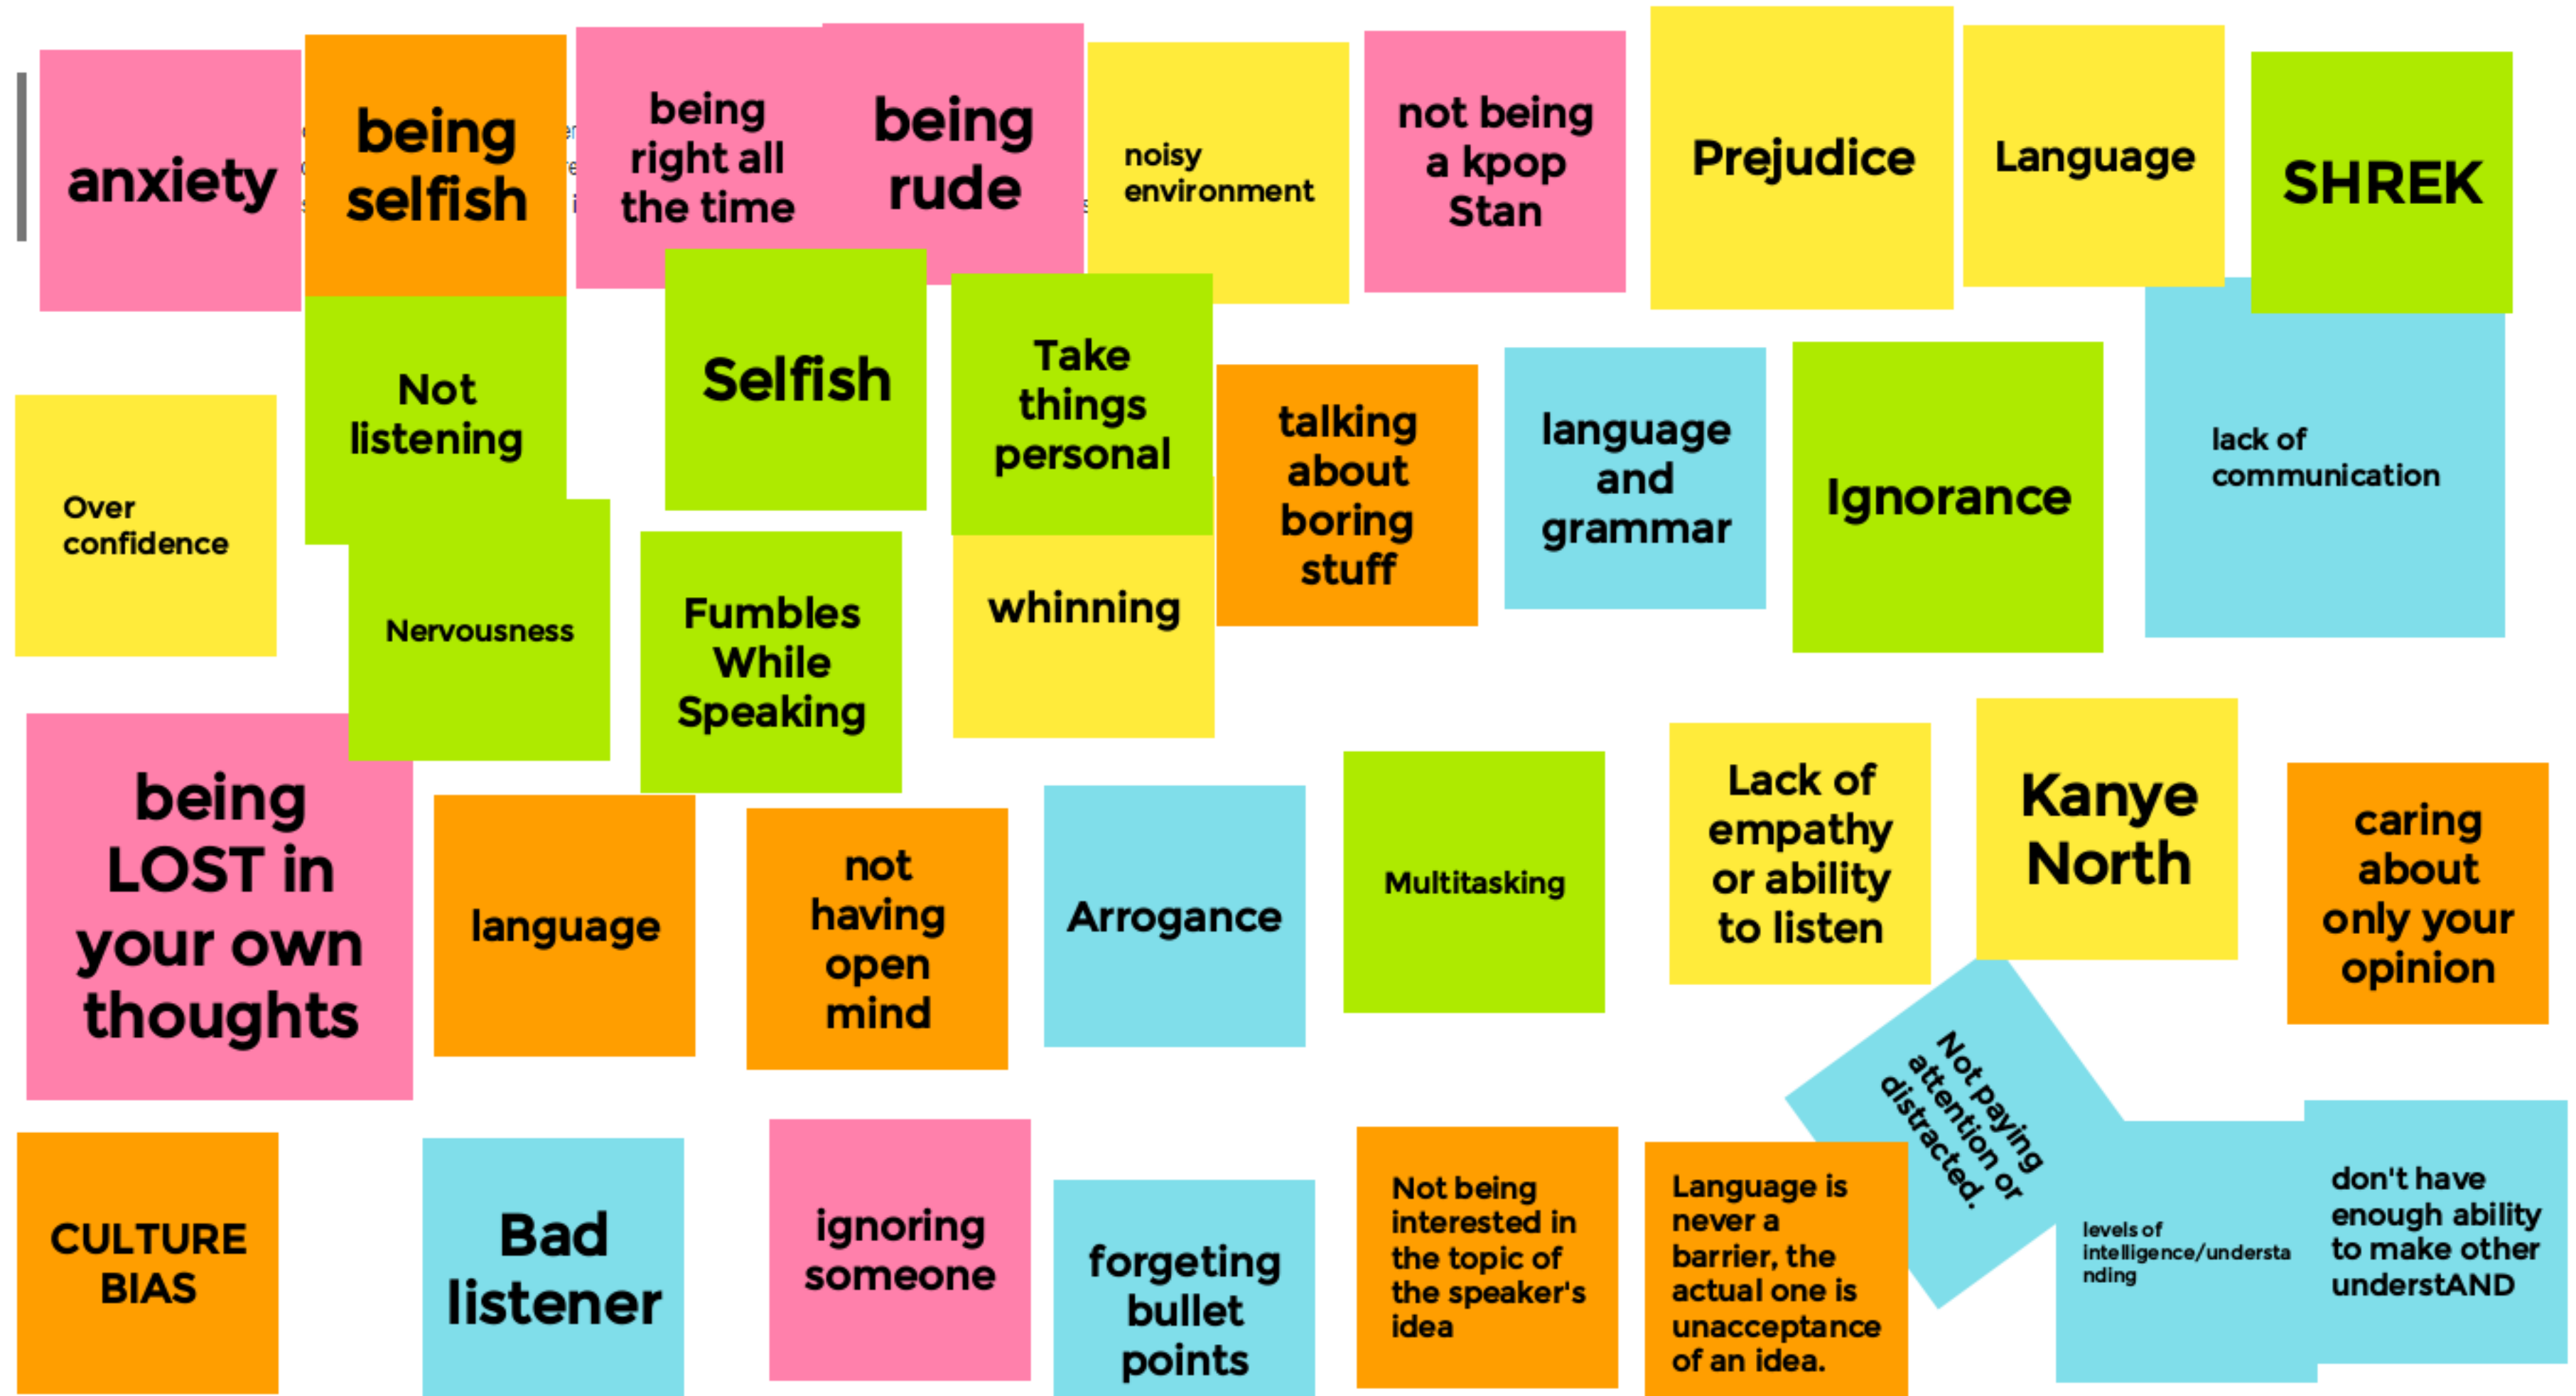 anxiety
being
selfish
being
right all
the time
being
rude
noisy
environment
not being
a kpop
Stan
Prejudice
Language
SHREK
Over
confidence
Not
listening
Selfish
Take
things
personal
talking
about
boring
stuff
language
and
grammar
Ignorance
lack of
communication
Nervousness
Fumbles
While
Speaking
whinning
being
LOST in
your own
thoughts
language
not
having
open
mind
Arrogance
Multitasking
Lack of
empathy
or ability
to listen
Kanye
North
caring
about
only your
opinion
CULTURE
BIAS
Bad
listener
ignoring
someone
forgeting
bullet
points
Not being
interested in
the topic of
the speaker's
idea
Language is
never a
barrier, the
actual one is
unacceptance
of an idea.
Not paying
attention or
distracted.
levels of
intelligence/understa
nding
don't have
enough ability
to make other
understAND